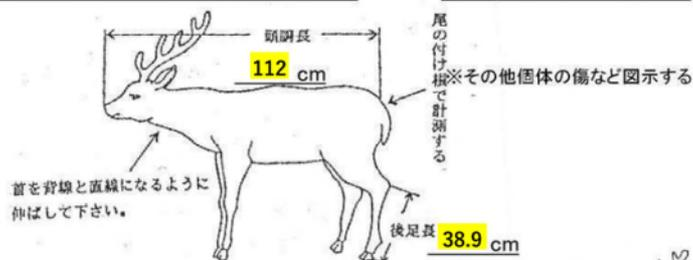 頭胴長
112 cm
尾の付け根で計測する
※その他個体の傷など図示する
首を背線と直線になるように
伸ばして下さい。
後足長 38.9 cm